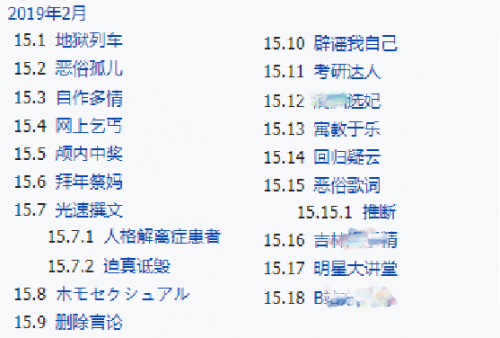 2019年2月
15.1 地狱列车
15.2 恶俗孤儿
15.3 自作多情
15.4 网上乞丐
15.5 颅内中奖
15.6 拜年祭妈
15.7 光速撰文
15.7.1 人格解离症患者
15.7.2 迫真诋毁
15.8 ホモセクシュアル
15.9 删除言论
15.10 辟谣我自己
15.11 考研达人
15.12 选妃
15.13 寓教于乐
15.14 回归疑云
15.15 恶俗歌词
15.15.1 推断
15.16 吉林 清
15.17 明星大讲堂
15.18 B站